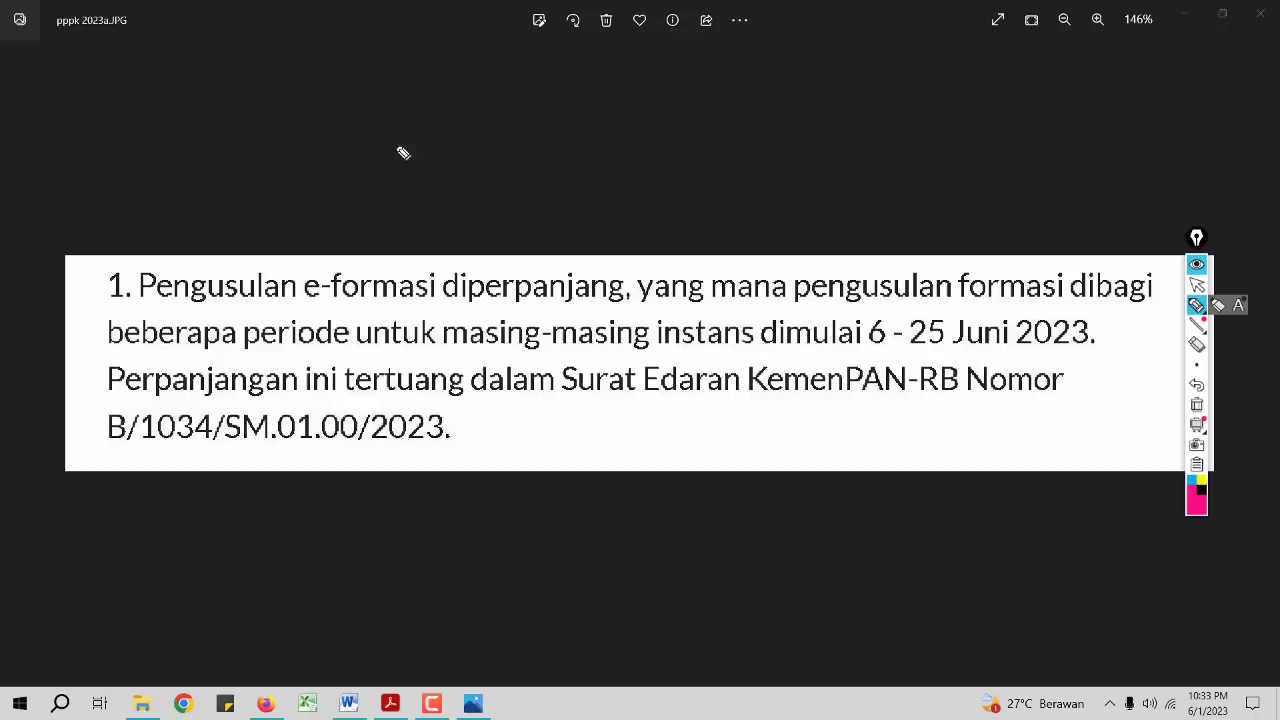 pppk 2023a.JPG
146%
1. Pengusulan e-formasi diperpanjang, yang mana pengusulan formasi dibagi
beberapa periode untuk masing-masing instans dimulai 6 - 25 Juni 2023.
Perpanjangan ini tertuang dalam Surat Edaran KemenPAN-RB Nomor
B/1034/SM.01.00/2023.
A
27°C Berawan
10:33 PM
6/1/2023